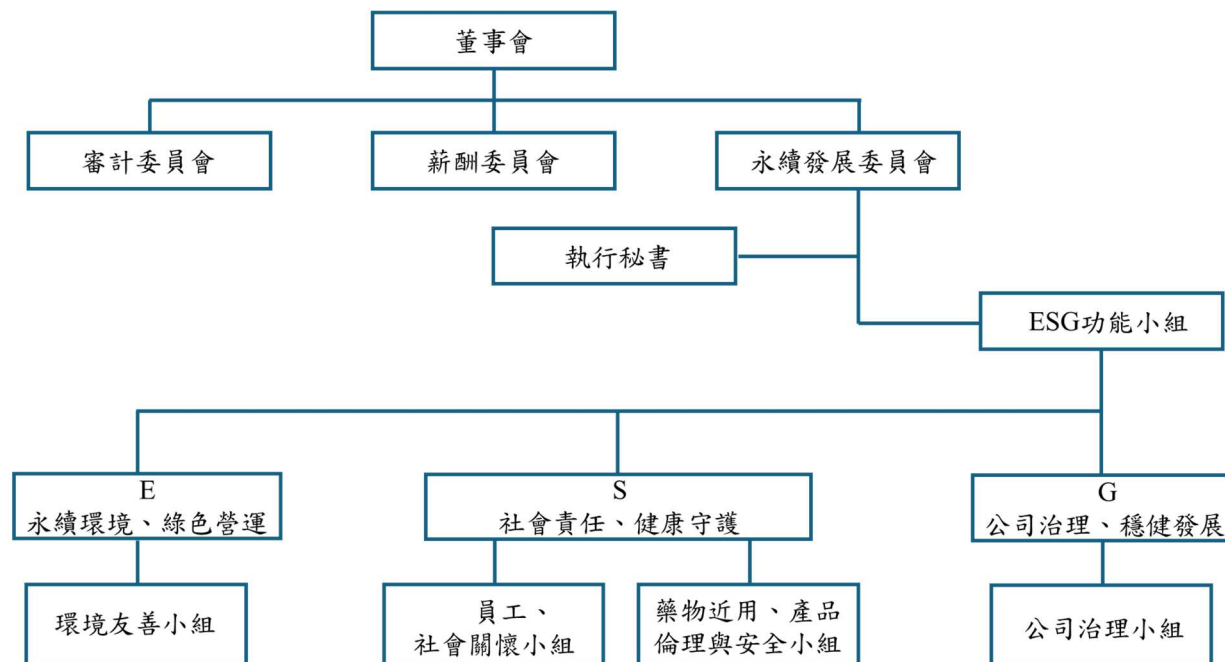 董事會
審計委員會
薪酬委員會
永續發展委員會
執行秘書
ESG功能小組
E
永續環境、綠色營運
S
社會責任、健康守護
G
公司治理、穩健發展
環境友善小組
員工、
社會關懷小組
藥物近用、產品
倫理與安全小組
公司治理小組